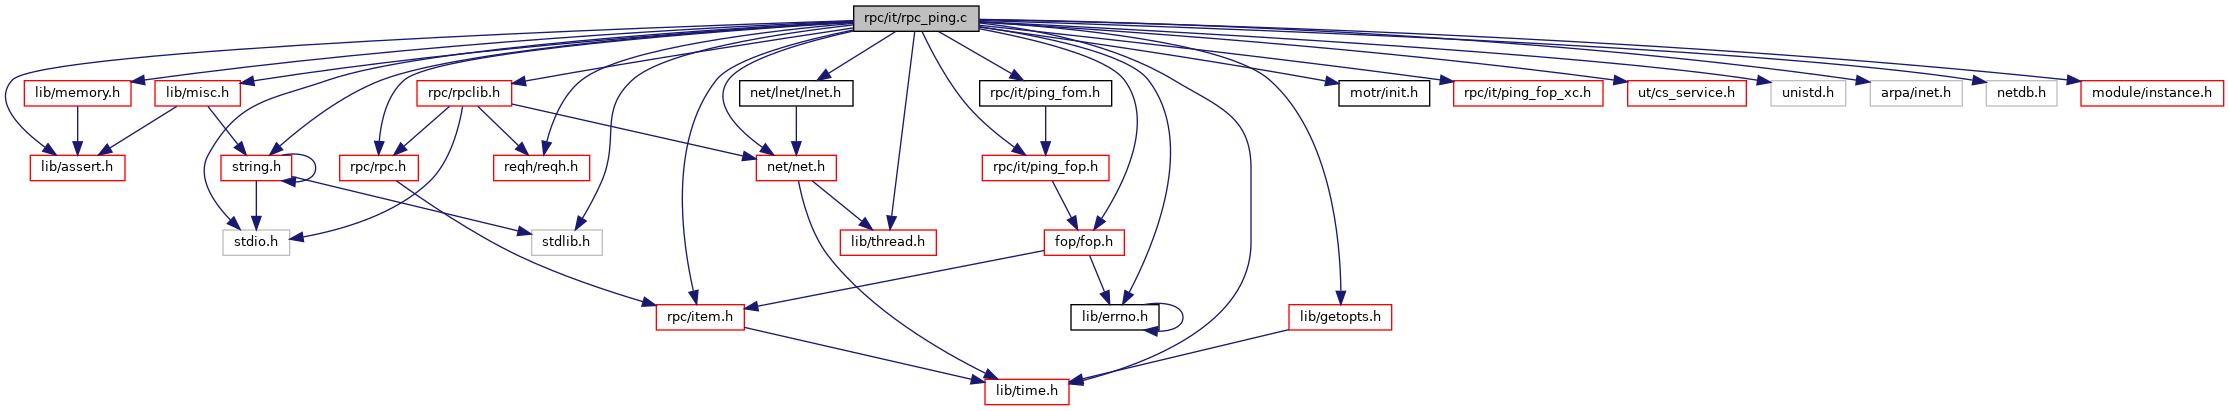 rpc/it/rpc_ping.c
lib/memory.h
lib/misc.h
rpc/rpclib.h
net/lnet/lnet.h
rpc/it/ping_fom.h
motr/init.h
rpc/it/ping_fop_xc.h
ut/cs_service.h
unistd.h
arpa/inet.h
netdb.h
module/instance.h
lib/assert.h
string.h
rpc/rpc.h
reqh/reqh.h
net/net.h
rpc/it/ping_fop.h
stdio.h
stdlib.h
lib/thread.h
fop/fop.h
rpc/item.h
lib/errno.h
lib/getopts.h
lib/time.h